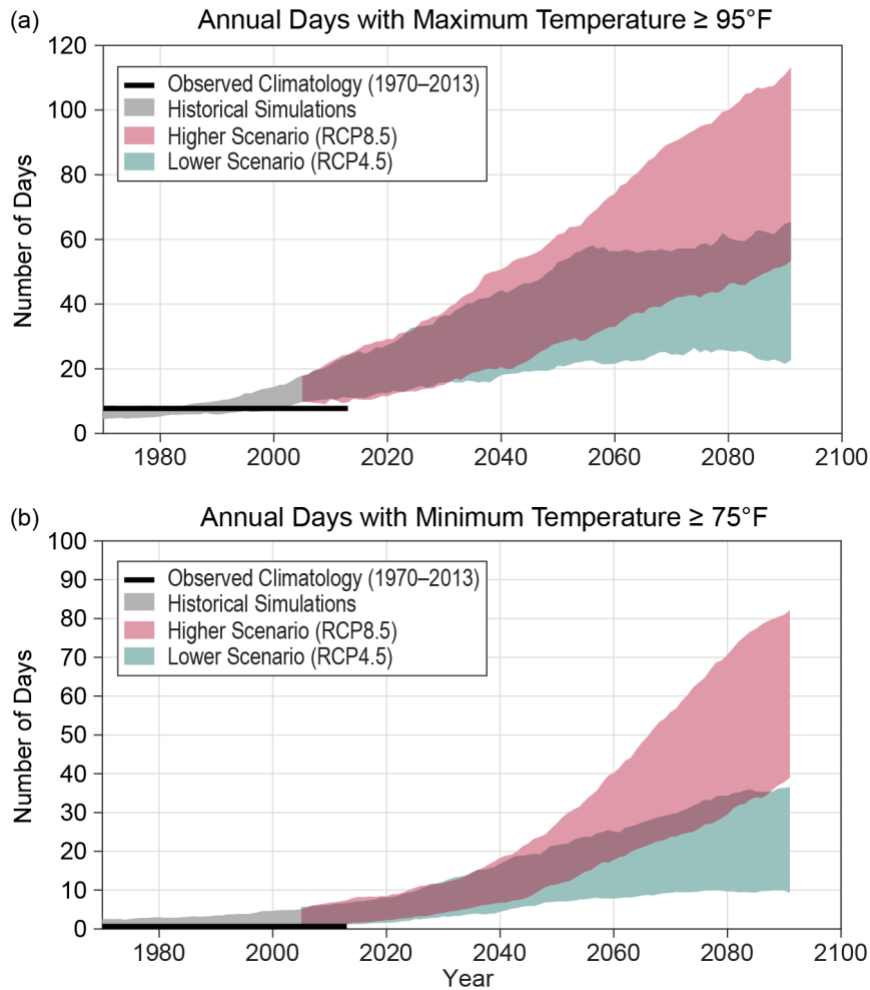 (a)
Annual Days with Maximum Temperature ≥ 95°F
120
100
80
60
40
20
0
Number of Days
Observed Climatology (1970–2013)
Historical Simulations
Higher Scenario (RCP8.5)
Lower Scenario (RCP4.5)
1980 2000 2020 2040 2060 2080 2100
(b)
Annual Days with Minimum Temperature ≥ 75°F
100
90
80
70
60
50
40
30
20
10
0
Number of Days
Observed Climatology (1970–2013)
Historical Simulations
Higher Scenario (RCP8.5)
Lower Scenario (RCP4.5)
1980 2000 2020 2040 2060 2080 2100
Year